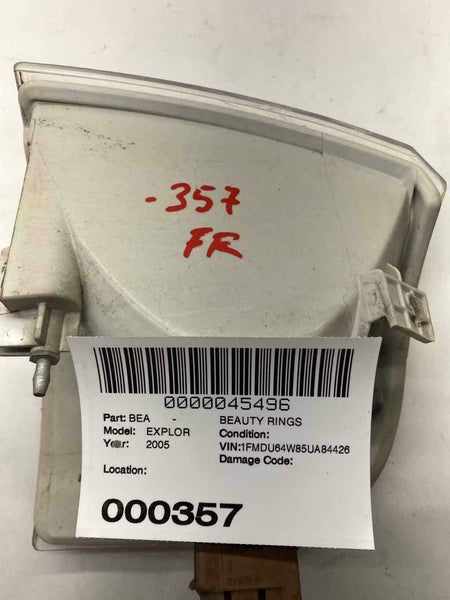 -357
FR
0000045496
Part: BEA - BEAUTY RINGS
Model: EXPLOR Condition:
Year: 2005 VIN:1FMDU64W85UA84426
Damage Code:
Location:
000357